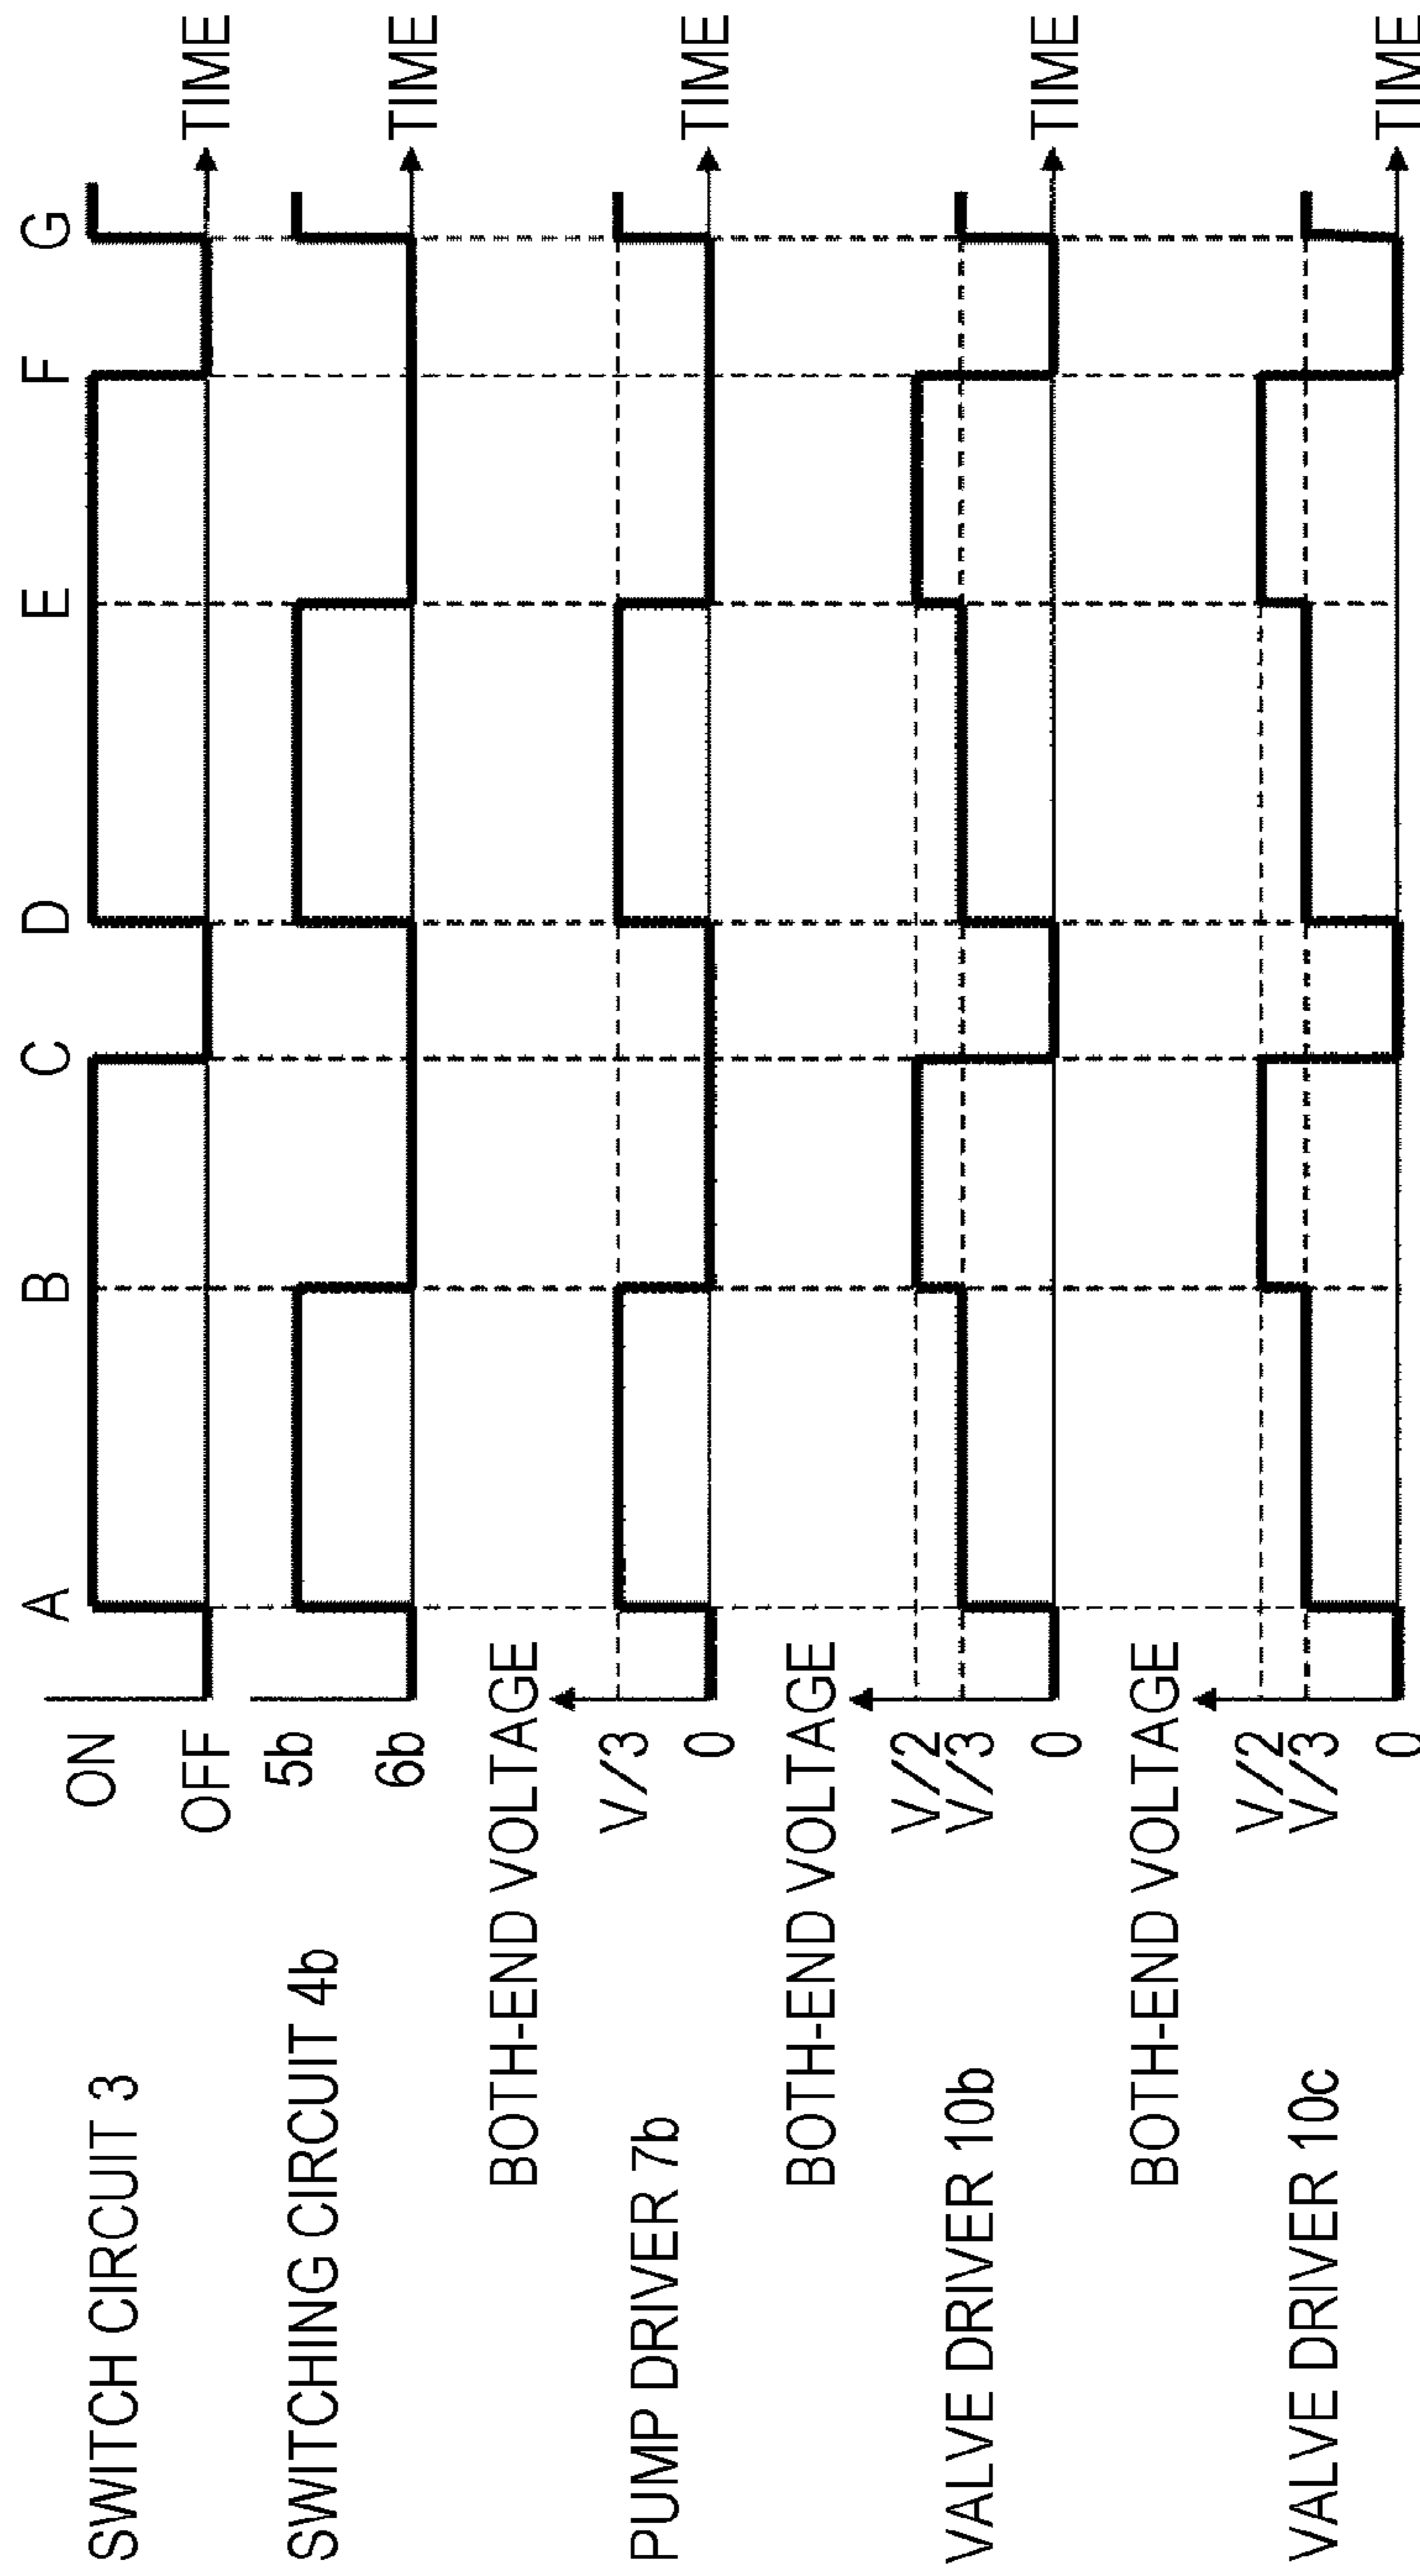 A B C D E F G
SWITCH CIRCUIT 3
ON
OFF
TIME
SWITCHING CIRCUIT 4b
5b
6b
TIME
BOTH-END VOLTAGE
PUMP DRIVER 7b
V/3
0
TIME
BOTH-END VOLTAGE
VALVE DRIVER 10b
V/2
V/3
0
TIME
BOTH-END VOLTAGE
VALVE DRIVER 10c
V/2
V/3
0
TIME